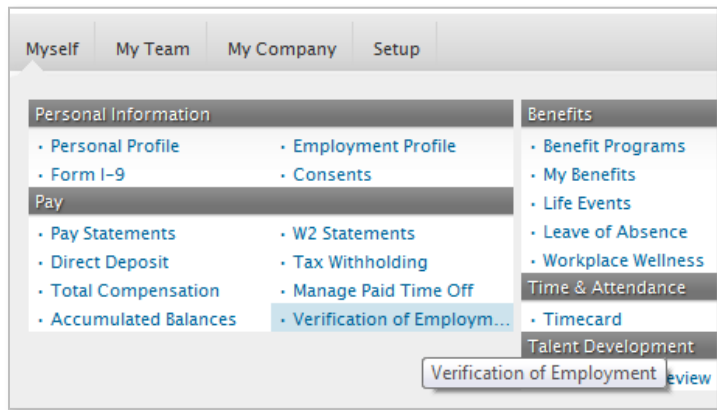 Myself My Team My Company Setup
Personal Information
· Personal Profile · Employment Profile
· Form I-9 · Consents
Pay
· Pay Statements · W2 Statements
· Direct Deposit · Tax Withholding
· Total Compensation · Manage Paid Time Off
· Accumulated Balances · Verification of Employm...
Benefits
· Benefit Programs
· My Benefits
· Life Events
· Leave of Absence
· Workplace Wellness
Time & Attendance
· Timecard
Talent Development
Verification of Employment eview